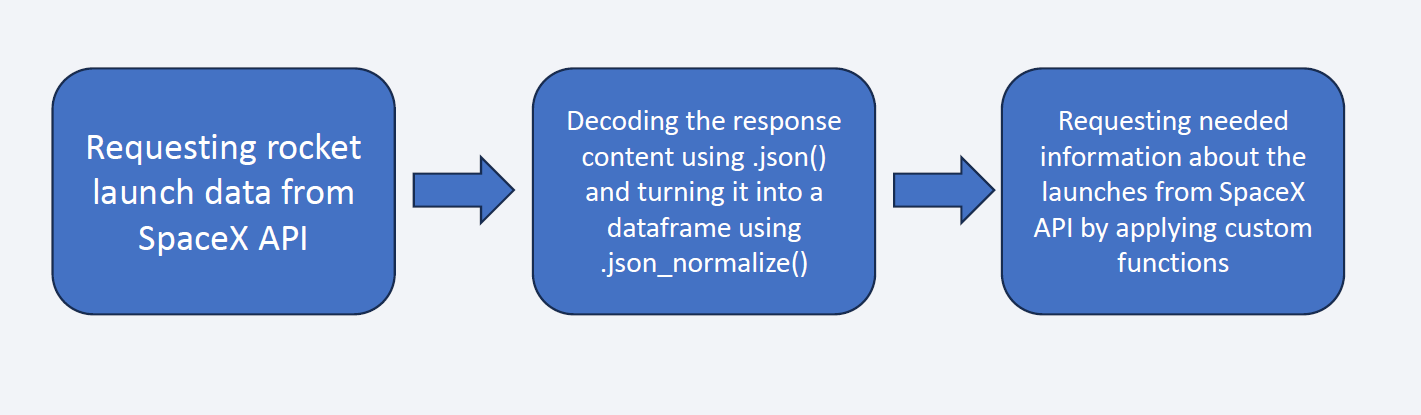 Requesting rocket
launch data from
SpaceX API
Decoding the response
content using .json()
and turning it into a
dataframe using
.json_normalize()
Requesting needed
information about the
launches from SpaceX
API by applying custom
functions